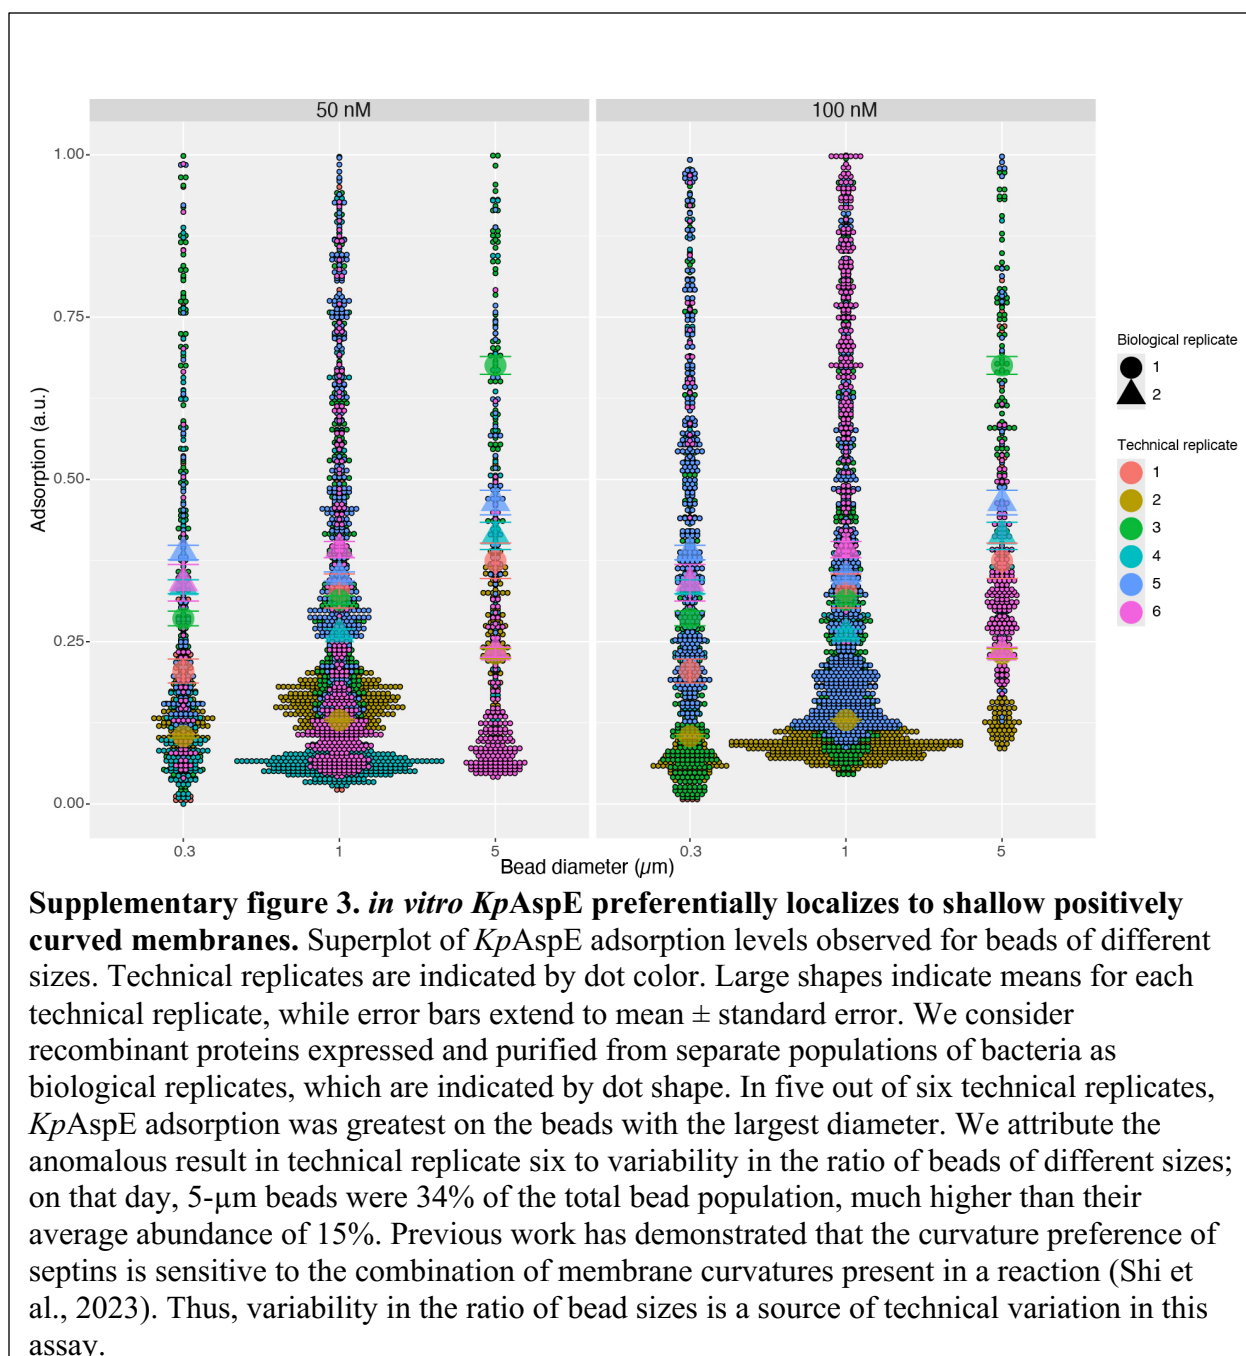 50 nM
100 nM
1.00
0.75
0.50
0.25
0.00
Adsorption (a.u.)
0.3
1
5
0.3
1
5
Bead diameter (µm)
Biological replicate
1
2
Technical replicate
1
2
3
4
5
6
Supplementary figure 3. in vitro KpAspE preferentially localizes to shallow positively
curved membranes. Superplot of KpAspE adsorption levels observed for beads of different
sizes. Technical replicates are indicated by dot color. Large shapes indicate means for each
technical replicate, while error bars extend to mean ± standard error. We consider
recombinant proteins expressed and purified from separate populations of bacteria as
biological replicates, which are indicated by dot shape. In five out of six technical replicates,
KpAspE adsorption was greatest on the beads with the largest diameter. We attribute the
anomalous result in technical replicate six to variability in the ratio of beads of different sizes;
on that day, 5-µm beads were 34% of the total bead population, much higher than their
average abundance of 15%. Previous work has demonstrated that the curvature preference of
septins is sensitive to the combination of membrane curvatures present in a reaction (Shi et
al., 2023). Thus, variability in the ratio of bead sizes is a source of technical variation in this
assay.